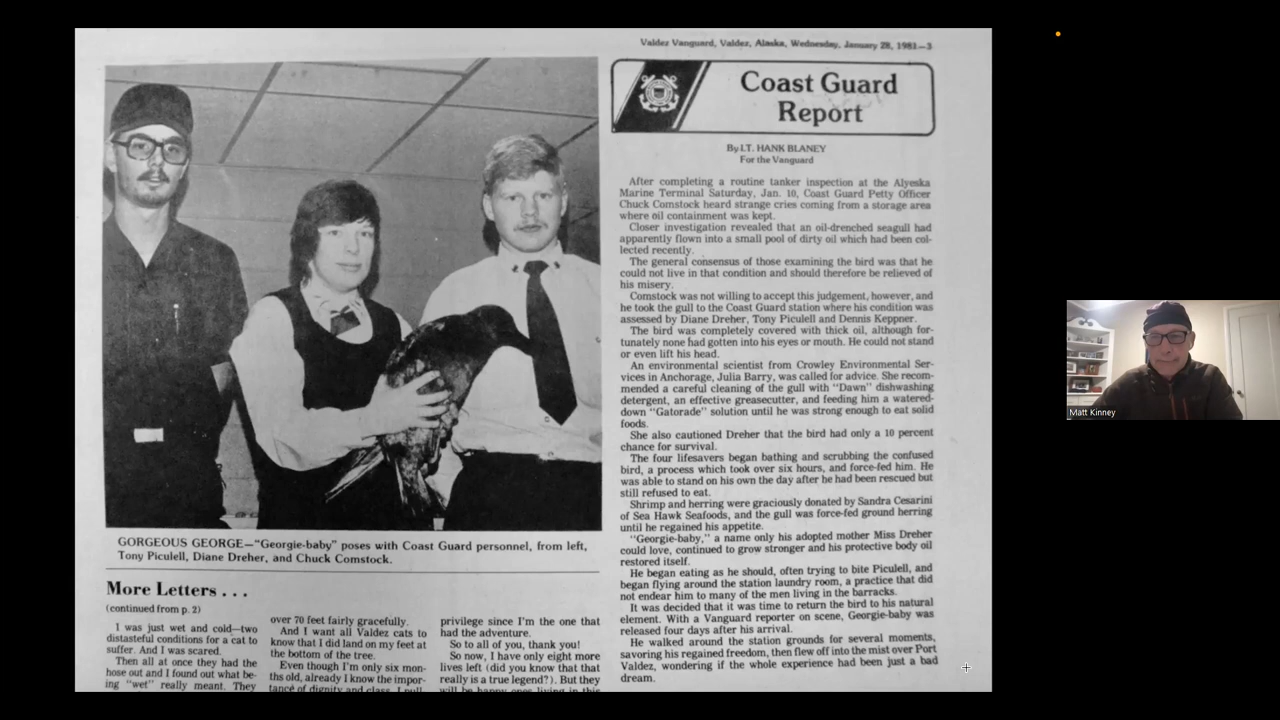 Valdez Vanguard, Valdez, Alaska, Wednesday, January 28, 1981—3
Coast Guard
Report
By LT. HANK BLANEY
For the Vanguard
After completing a routine tanker inspection at the Alyeska
Marine Terminal Saturday, Jan. 10, Coast Guard Petty Officer
Chuck Comstock heard strange cries coming from a storage area
where oil containment was kept.
Closer investigation revealed that an oil-drenched seagull had
apparently flown into a small pool of dirty oil which had been col-
lected recently.
The general consensus of those examining the bird was that he
could not live in that condition and should therefore be relieved of
his misery.
Comstock was not willing to accept this judgement, however, and
he took the gull to the Coast Guard station where his condition was
assessed by Diane Dreher, Tony Piculell and Dennis Keppner.
The bird was completely covered with thick oil, although for-
tunately none had gotten into his eyes or mouth. He could not stand
or even lift his head.
An environmental scientist from Crowley Environmental Ser-
vices in Anchorage, Julia Barry, was called for advice. She recom-
mended a careful cleaning of the gull with "Dawn" dishwashing
detergent, an effective greasecutter, and feeding him a watered-
down "Gatorade" solution until he was strong enough to eat solid
foods.
She also cautioned Dreher that the bird had only a 10 percent
chance for survival.
The four lifesavers began bathing and scrubbing the confused
bird, a process which took over six hours, and force-fed him. He
was able to stand on his own the day after he had been rescued but
still refused to eat.
Shrimp and herring were graciously donated by Sandra Cesarini
of Sea Hawk Seafoods, and the gull was force-fed ground herring
until he regained his appetite.
"Georgie-baby," a name only his adopted mother Miss Dreher
could love, continued to grow stronger and his protective body oil
restored itself.
He began eating as he should, often trying to bite Piculell, and
began flying around the station laundry room, a practice that did
not endear him to many of the men living in the barracks.
It was decided that it was time to return the bird to his natural
element. With a Vanguard reporter on scene, Georgie-baby was
released four days after his arrival.
He walked around the station grounds for several moments,
savoring his regained freedom, then flew off into the mist over Port
Valdez, wondering if the whole experience had been just a bad
dream.
GORGEOUS GEORGE—"Georgie-baby" poses with Coast Guard personnel, from left,
Tony Piculell, Diane Dreher, and Chuck Comstock.
More Letters . . .
(continued from p. 2)
I was just wet and cold—two
distasteful conditions for a cat to
suffer. And I was scared.
Then all at once they had the
hose out and I found out what be-
ing "wet" really meant. They
over 70 feet fairly gracefully.
And I want all Valdez cats to
know that I did land on my feet at
the bottom of the tree.
Even though I'm only six mon-
ths old, already I know the impor-
tance of dignity and class. I pull
privilege since I'm the one that
had the adventure.
So to all of you, thank you!
So now, I have only eight more
lives left (did you know that that
really is a true legend?). But they
will be happy ones living in this
Matt Kinney